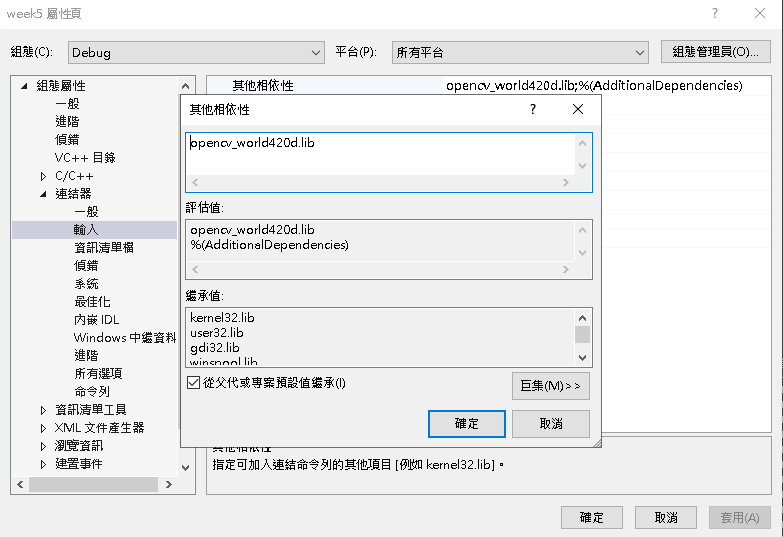 week5 屬性頁
組態(C):
Debug
平台(P):
所有平台
組態管理員(O)...
組態屬性
一般
進階
偵錯
VC++ 目錄
C/C++
連結器
一般
輸入
資訊清單檔
偵錯
系統
最佳化
內嵌 IDL
Windows 中繼資料
進階
所有選項
命令列
資訊清單工具
XML 文件產生器
瀏覽資訊
建置事件
其他相依性
opencv_world420d.lib;%(AdditionalDependencies)
其他相依性
opencv_world420d.lib
評估值:
opencv_world420d.lib
%(AdditionalDependencies)
繼承值:
kernel32.lib
user32.lib
gdi32.lib
winspool.lib
從父代或專案預設值繼承(I)
巨集(M)>>
確定
取消
其他相依性
指定可加入連結命令列的其他項目 [例如 kernel32.lib]。
確定
取消
套用(A)